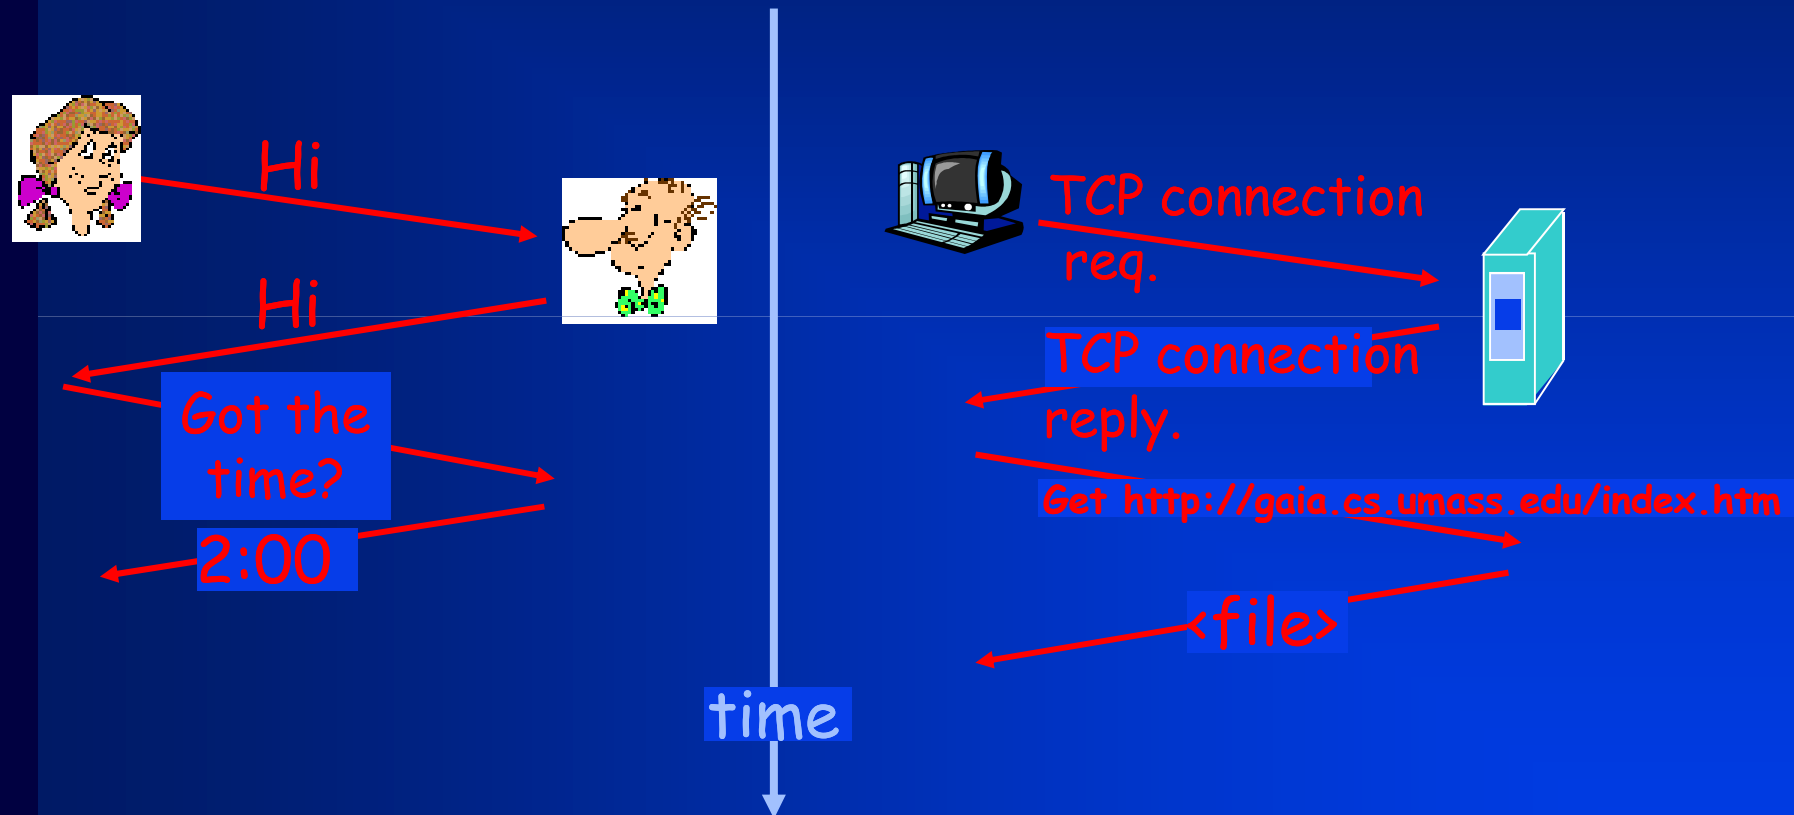 Hi
Hi
Got the
time?
2:00
TCP connection
req.
TCP connection
reply.
Get http://gaia.cs.umass.edu/index.htm
<file>
time